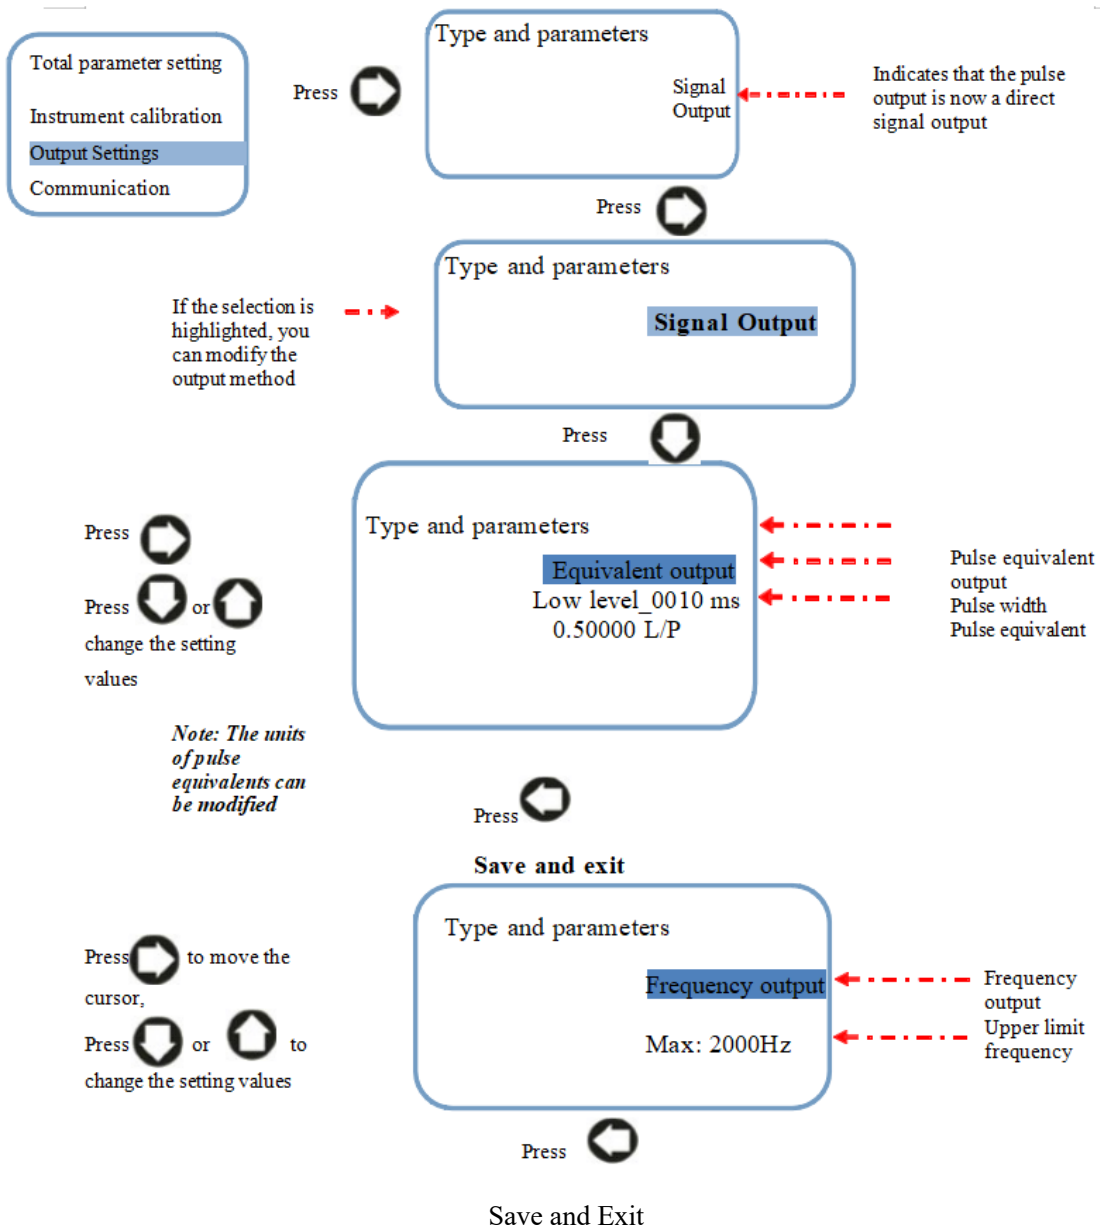 Total parameter setting
Instrument calibration
Output Settings
Communication
Press
Type and parameters
Signal
Output
Indicates that the pulse
output is now a direct
signal output
Press
Type and parameters
Signal Output
If the selection is
highlighted, you
can modify the
output method
Press
Type and parameters
Equivalent output
Low level_0010 ms
0.50000 L/P
Press
Press or
change the setting
values
Pulse equivalent
output
Pulse width
Pulse equivalent
Note: The units
of pulse
equivalents can
be modified
Press
Save and exit
Type and parameters
Frequency output
Max: 2000Hz
Press to move the
cursor,
Press or to
change the setting values
Frequency
output
Upper limit
frequency
Press
Save and Exit